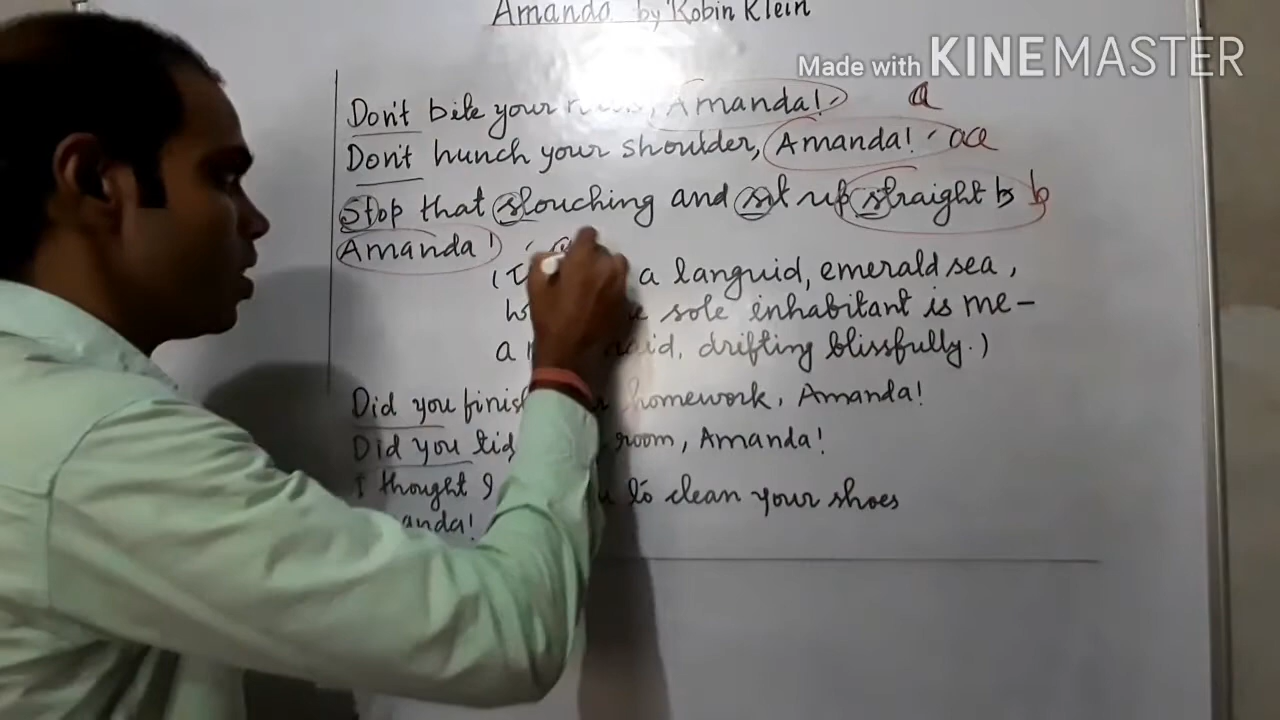 Amanda by Robin Klein
Made with KINEMASTER
Don't bite your Amanda! a
Don't hunch your shoulder, Amanda! aa
Stop that slouching and sit up straight b b
Amanda!
a languid, emerald sea,
sole inhabitant is me-
a drifting blissfully.)
Did you homework, Amanda!
Did you room, Amanda!
I thought I to clean your shoes